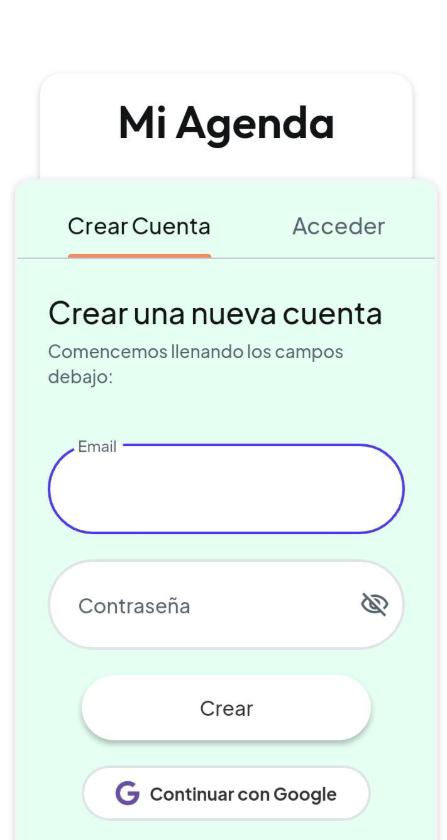 Mi Agenda
Crear Cuenta
Acceder
Crear una nueva cuenta
Comencemos llenando los campos
debajo:
Email
Contraseña
Crear
Continuar con Google